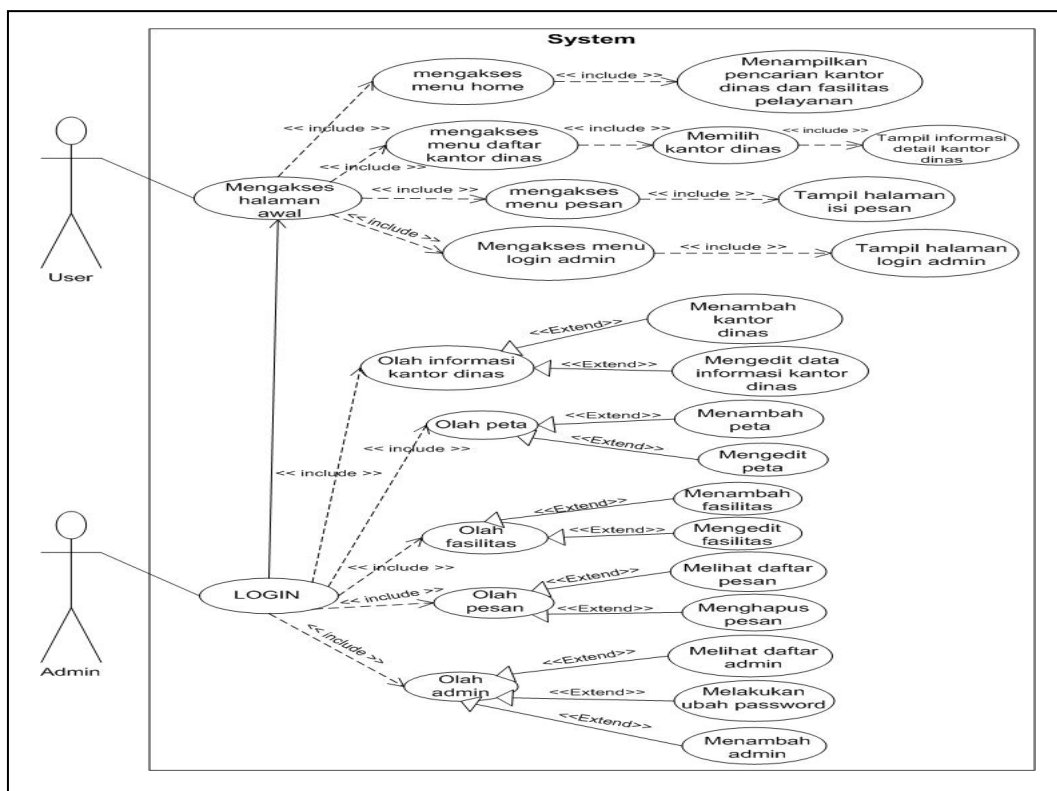 System
mengakses
menu home
<< include >>
Menampilkan
pencarian kantor
dinas dan fasilitas
pelayanan
<< include >>
mengakses
menu daftar
kantor dinas
<< include >>
Memilih
kantor dinas
<< include >>
Tampil informasi
detail kantor
dinas
<< include >>
Mengakses
halaman
awal
<< include >>
mengakses
menu pesan
<< include >>
Tampil halaman
isi pesan
<< include >>
Mengakses menu
login admin
<< include >>
Tampil halaman
login admin
User
Olah informasi
kantor dinas
<<Extend>>
Menambah
kantor
dinas
<<Extend>>
Mengedit data
informasi kantor
dinas
<< include >>
Olah peta
<<Extend>>
Menambah
peta
<<Extend>>
Mengedit
peta
<< include >>
Olah
fasilitas
<<Extend>>
Menambah
fasilitas
<<Extend>>
Mengedit
fasilitas
<< include >>
LOGIN
<< include >>
Olah
pesan
<<Extend>>
Melihat daftar
pesan
<<Extend>>
Menghapus
pesan
Admin
<< include >>
Olah
admin
<<Extend>>
Melihat daftar
admin
<<Extend>>
Melakukan
ubah password
<<Extend>>
Menambah
admin